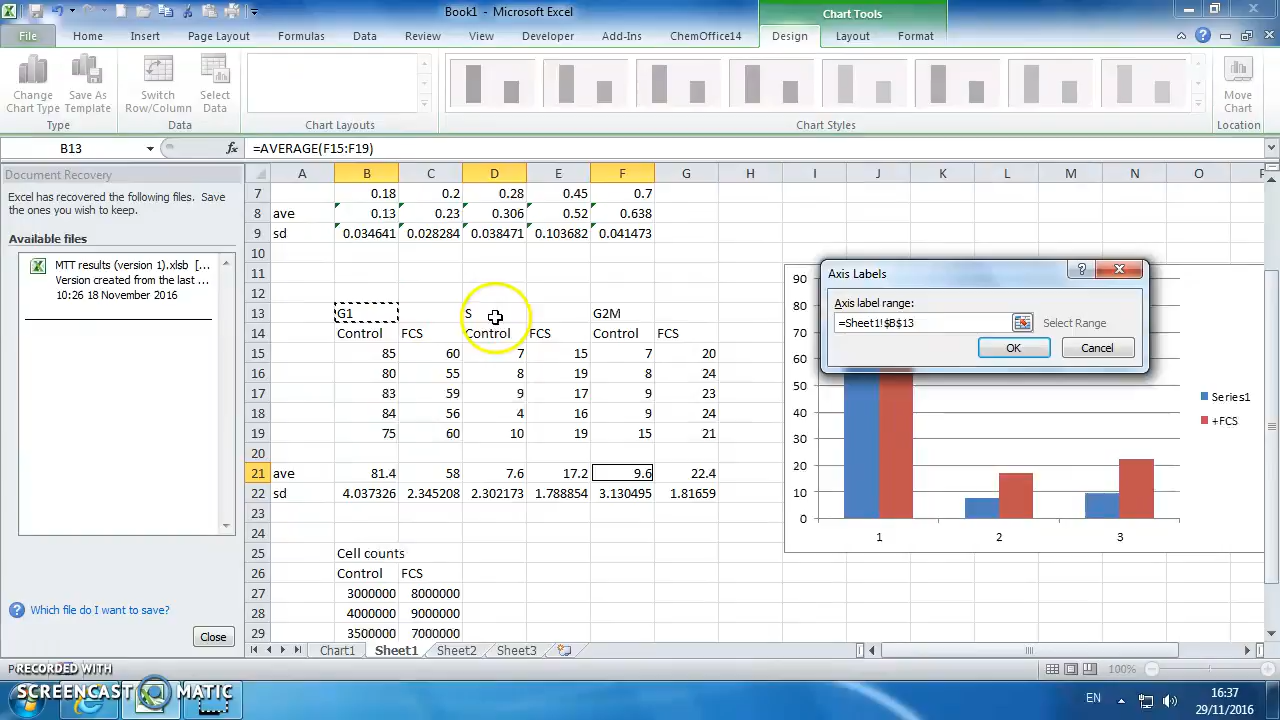 Book1 - Microsoft Excel
Chart Tools
File Home Insert Page Layout Formulas Data Review View Developer Add-Ins ChemOffice14 Design Layout Format
Change Chart Type
Save As Template
Switch Row/Column
Select Data
Move Chart
Type Data Chart Layouts Chart Styles Location
B13 fx =AVERAGE(F15:F19)
Document Recovery
Excel has recovered the following files. Save the ones you wish to keep.
Available files
MTT results (version 1).xlsb [...
Version created from the last ...
10:26 18 November 2016
Which file do I want to save?
Close
A B C D E F G H I J K L M N O
7 0.18 0.2 0.28 0.45 0.7
8 ave 0.13 0.23 0.306 0.52 0.638
9 sd 0.034641 0.028284 0.038471 0.103682 0.041473
10
11
12
13 G1 S G2M
14 Control FCS Control FCS Control FCS
15 85 60 7 15 7 20
16 80 55 8 19 8 24
17 83 59 9 17 9 23
18 84 56 4 16 9 24
19 75 60 10 19 15 21
20
21 ave 81.4 58 7.6 17.2 9.6 22.4
22 sd 4.037326 2.345208 2.302173 1.788854 3.130495 1.81659
23
24
25 Cell counts
26 Control FCS
27 3000000 8000000
28 4000000 9000000
29 3500000 7000000
Axis Labels
Axis label range:
=Sheet1!$B$13 Select Range
OK Cancel
90
80
70
60
50
40
30
20
10
0
1 2 3
Series1
+FCS
Chart1 Sheet1 Sheet2 Sheet3
100%
RECORDED WITH
SCREENCAST MATIC
EN
16:37
29/11/2016